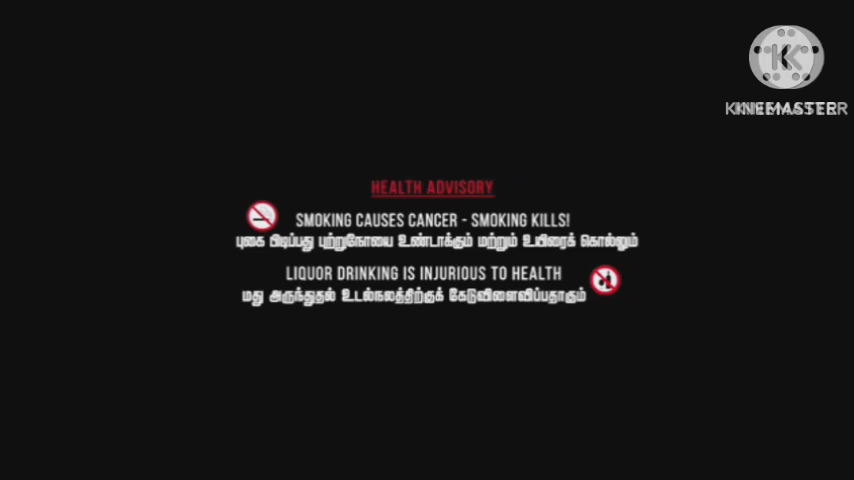 KINEMASTER
HEALTH ADVISORY
SMOKING CAUSES CANCER - SMOKING KILLS!
புகை பிடிப்பது புற்றுநோயை உண்டாக்கும் மற்றும் உயிரைக் கொல்லும்
LIQUOR DRINKING IS INJURIOUS TO HEALTH
மது அருந்துதல் உடல்நலத்திற்குக் கேடுவிளைவிப்பதாகும்